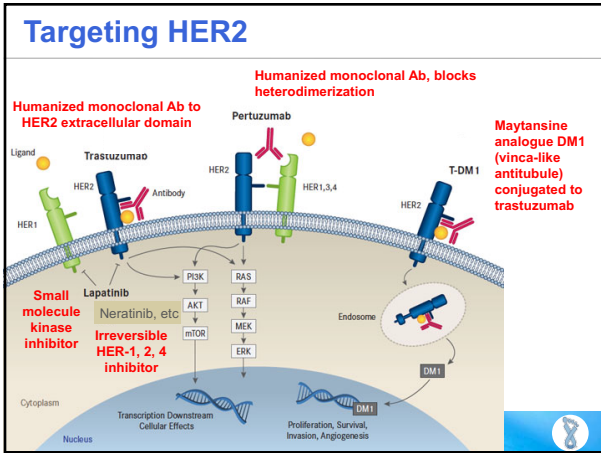 Targeting HER2
Humanized monoclonal Ab, blocks
heterodimerization
Humanized monoclonal Ab to
HER2 extracellular domain
Pertuzumab
Maytansine
analogue DM1
(vinca-like
antitubule)
conjugated to
trastuzumab
Ligand
Trastuzumab
T-DM1
HER2
HER2
Antibody
HER1,3,4
HER2
HER1
PI3K
RAS
Small
molecule
kinase
inhibitor
Lapatinib
Neratinib, etc
AKT
RAF
Irreversible
HER-1, 2, 4
inhibitor
mTOR
MEK
ERK
Endosome
DM1
Cytoplasm
DM1
Transcription Downstream
Cellular Effects
Proliferation, Survival,
Invasion, Angiogenesis
Nucleus